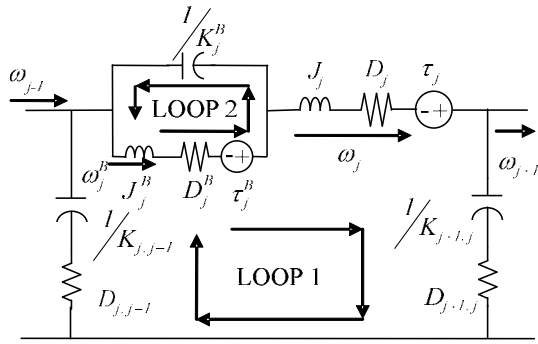 1/K_j^B
ω_{j-1}
LOOP 2
J_j
D_j
τ_j
ω_j^B
J_j^B
D_j^B
τ_j^B
ω_j
ω_{j·1}
1/K_{j.j-1}
1/K_{j·1.j}
LOOP 1
D_{j.j-1}
D_{j·1.j}